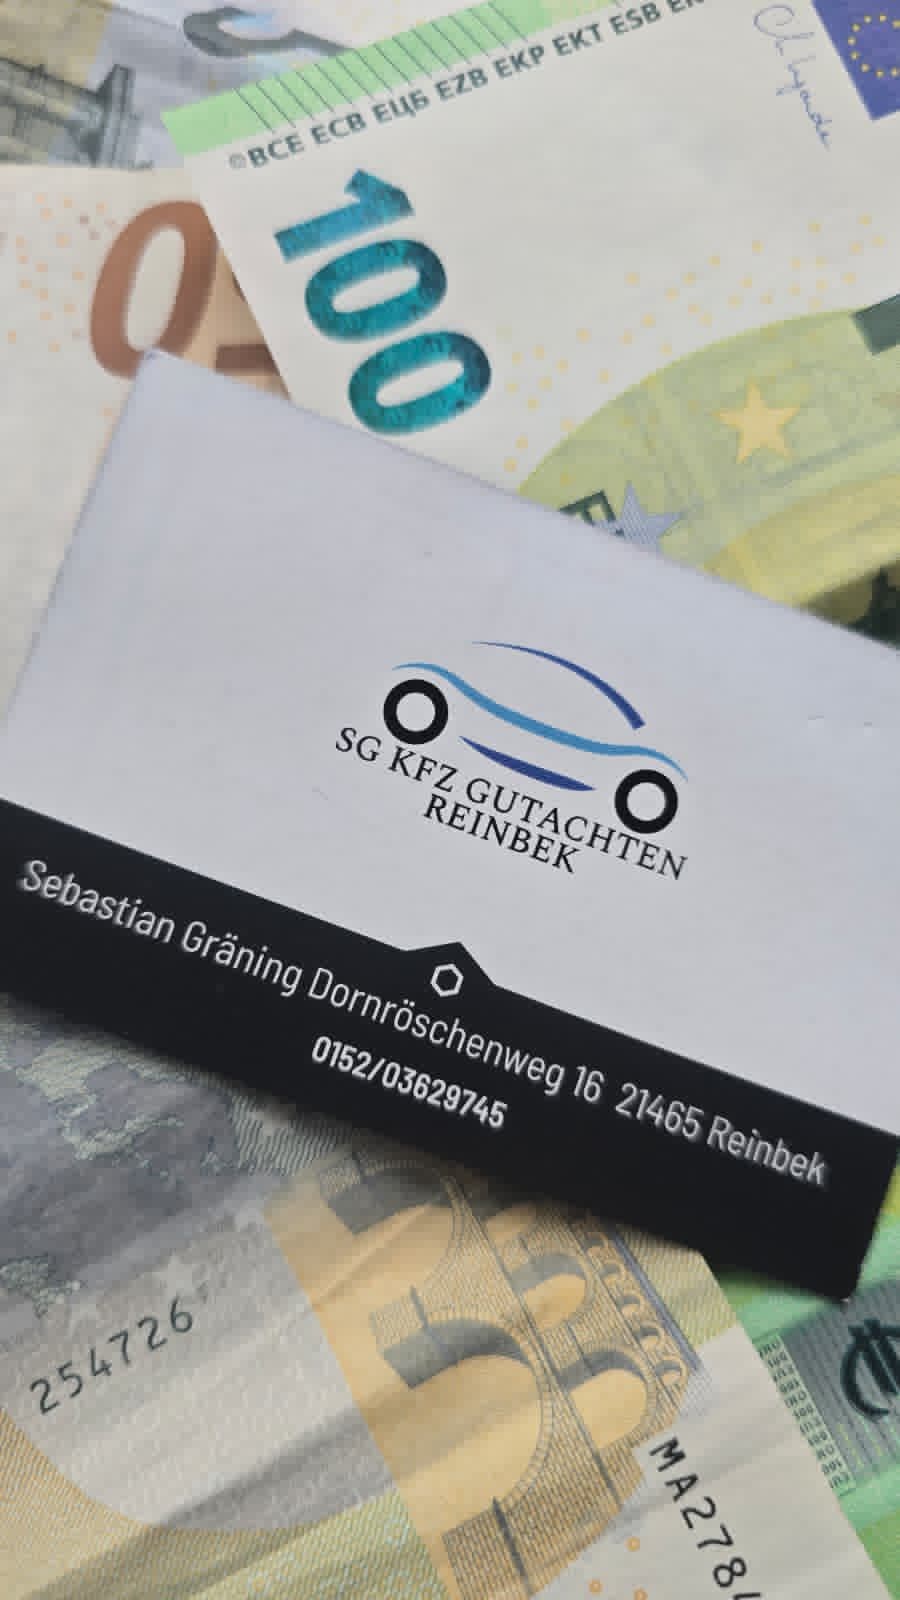 ©BCE ECB ЕЦБ EZB EKP EKT ESB
100
SG KFZ GUTACHTEN
REINBEK
Sebastian Gräning Dornröschenweg 16 21465 Reinbek
0152/03629745
254726
MA2784